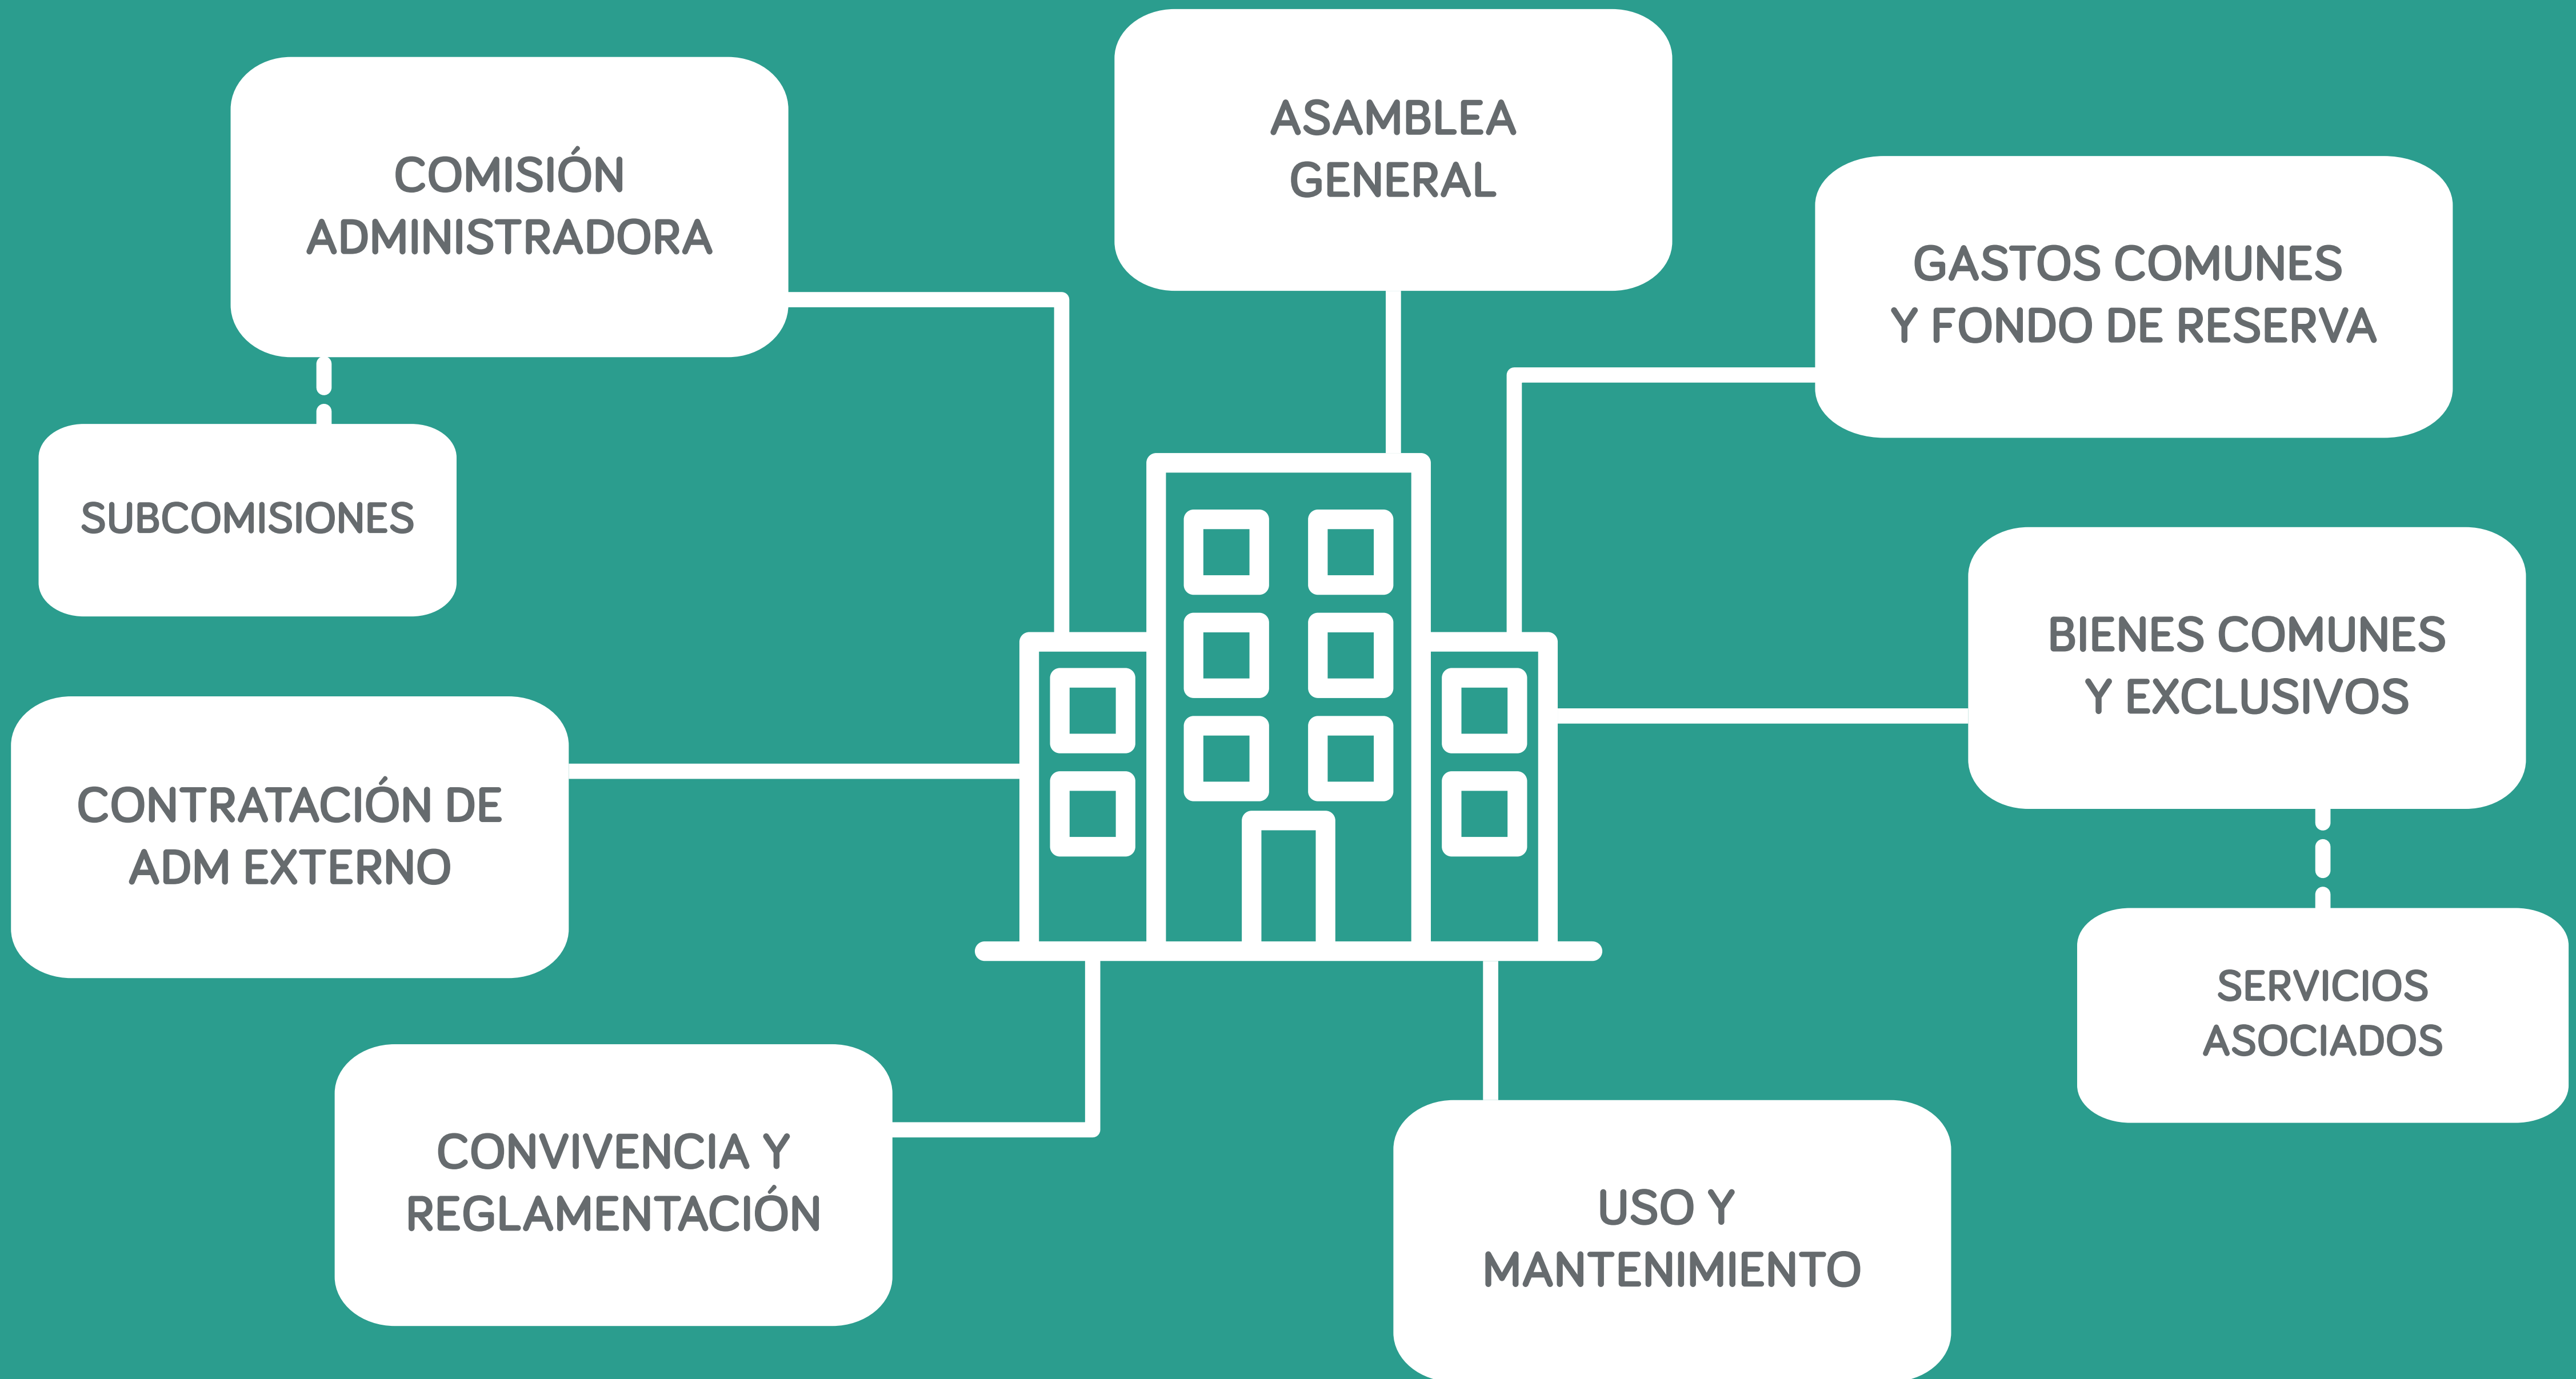 COMISIÓN
ADMINISTRADORA
ASAMBLEA
GENERAL
GASTOS COMUNES
Y FONDO DE RESERVA
SUBCOMISIONES
BIENES COMUNES
Y EXCLUSIVOS
CONTRATACIÓN DE
ADM EXTERNO
SERVICIOS
ASOCIADOS
CONVIVENCIA Y
REGLAMENTACIÓN
USO Y
MANTENIMIENTO